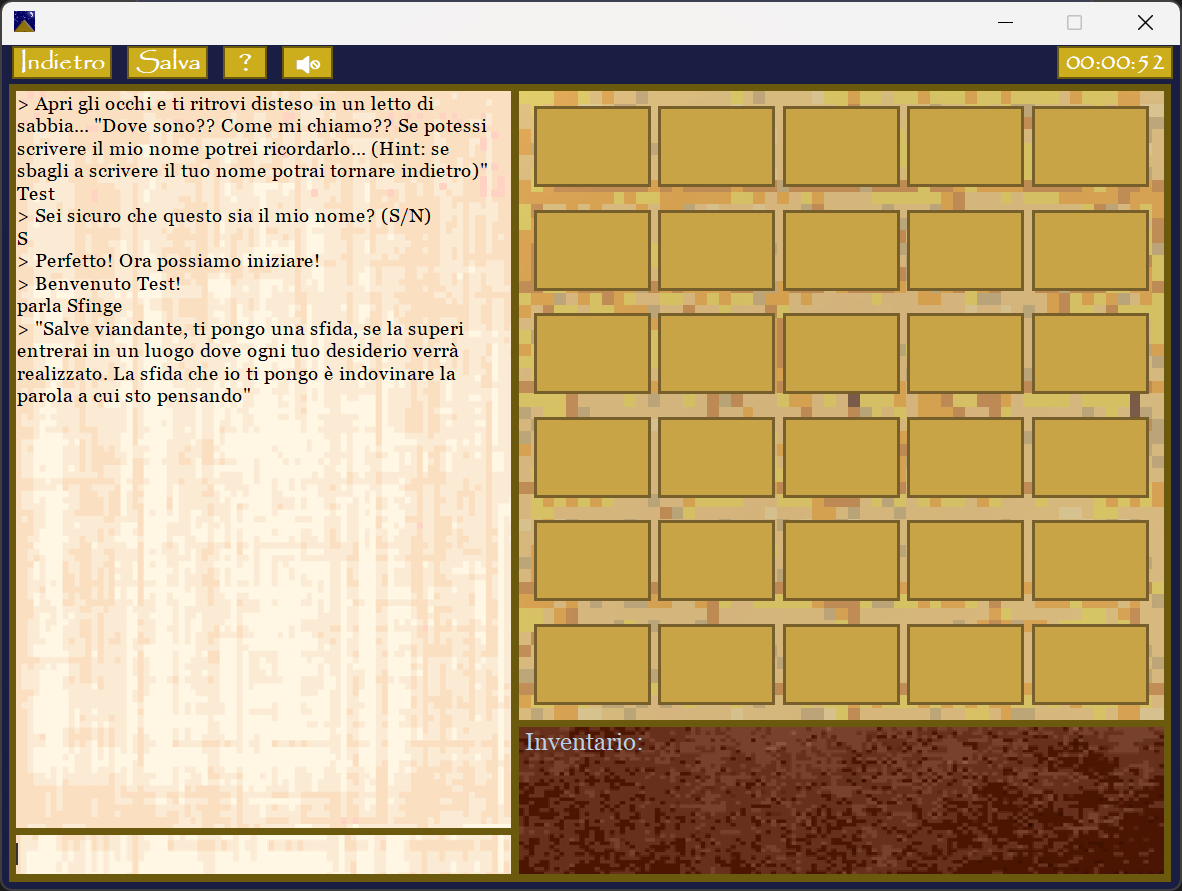 Indietro
Salva
?
00:00:52
> Apri gli occhi e ti ritrovi disteso in un letto di
sabbia... "Dove sono?? Come mi chiamo?? Se potessi
scrivere il mio nome potrei ricordarlo... (Hint: se
sbagli a scrivere il tuo nome potrai tornare indietro)"
Test
> Sei sicuro che questo sia il mio nome? (S/N)
S
> Perfetto! Ora possiamo iniziare!
> Benvenuto Test!
parla Sfinge
> "Salve viandante, ti pongo una sfida, se la superi
entrerai in un luogo dove ogni tuo desiderio verrà
realizzato. La sfida che io ti pongo è indovinare la
parola a cui sto pensando"
Inventario: